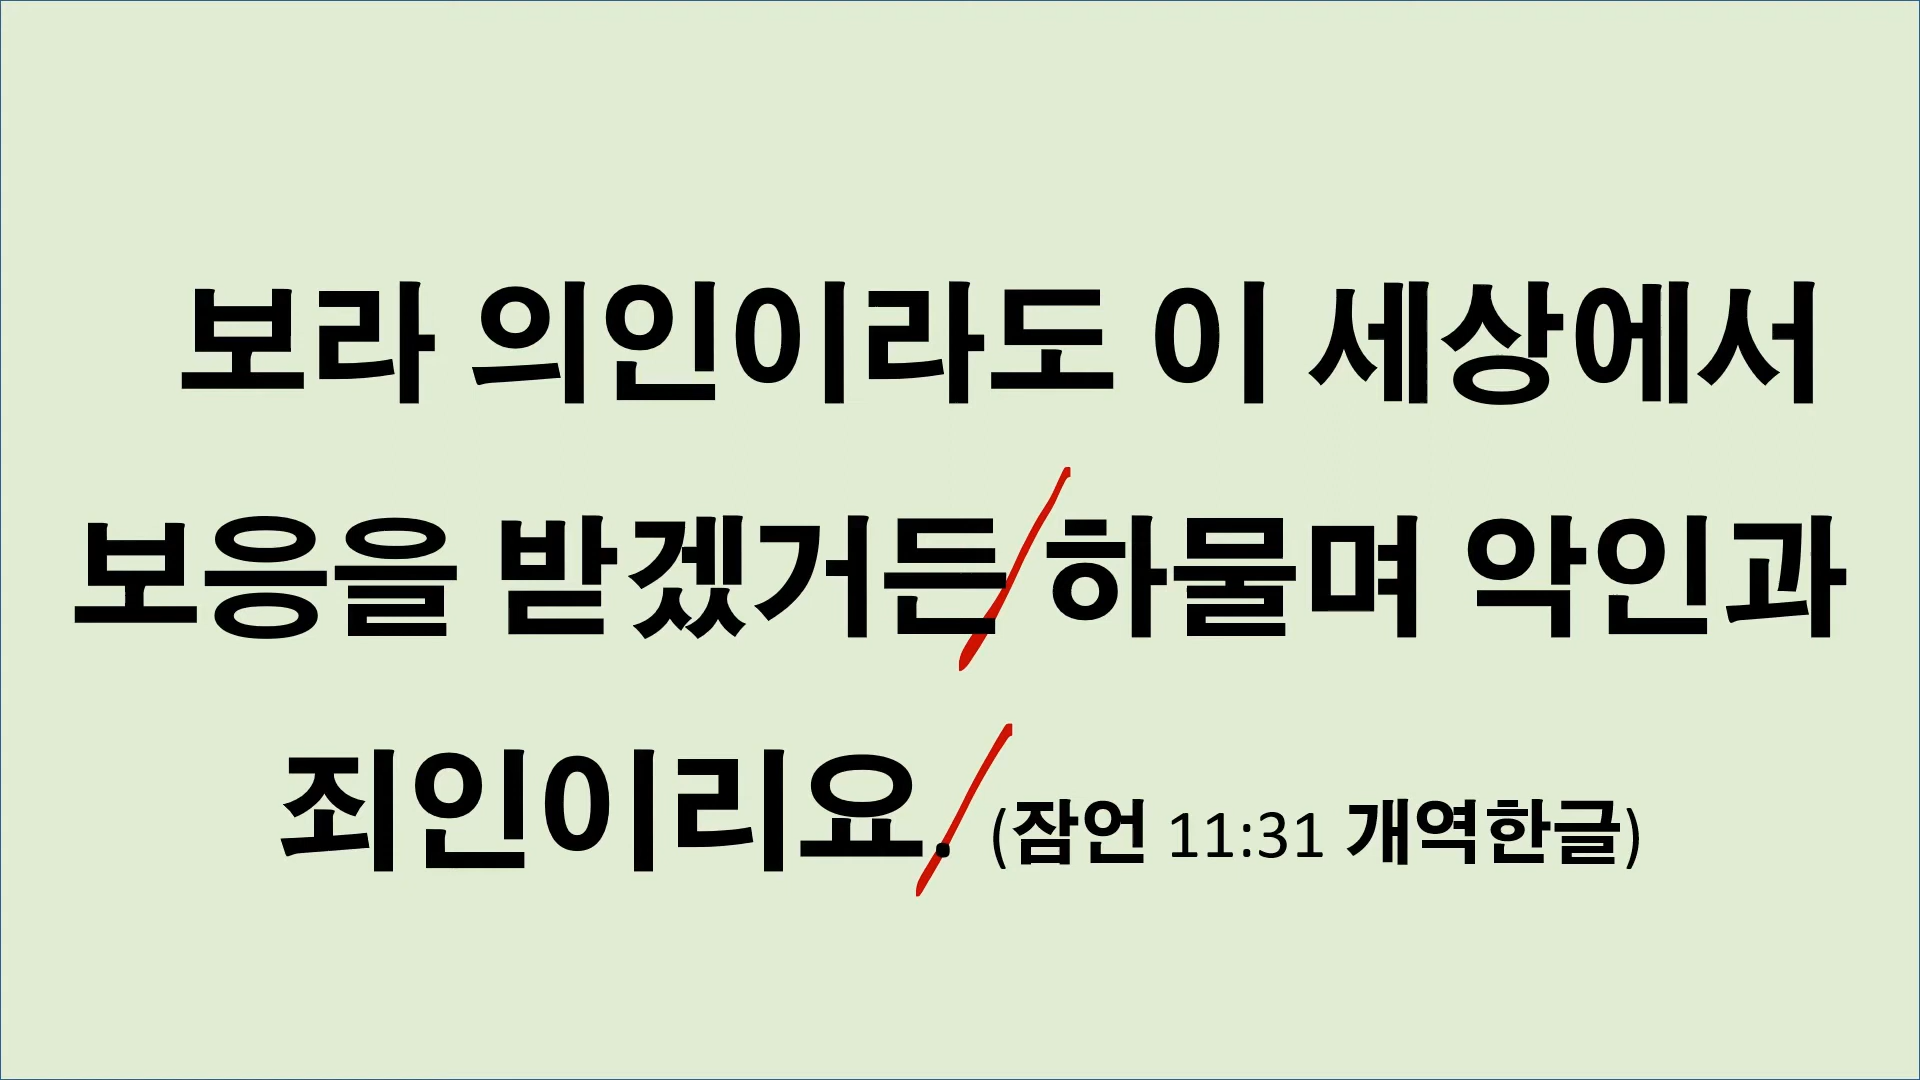 보라 의인이라도 이 세상에서
보응을 받겠거든 하물며 악인과
죄인이리요. (잠언 11:31 개역한글)